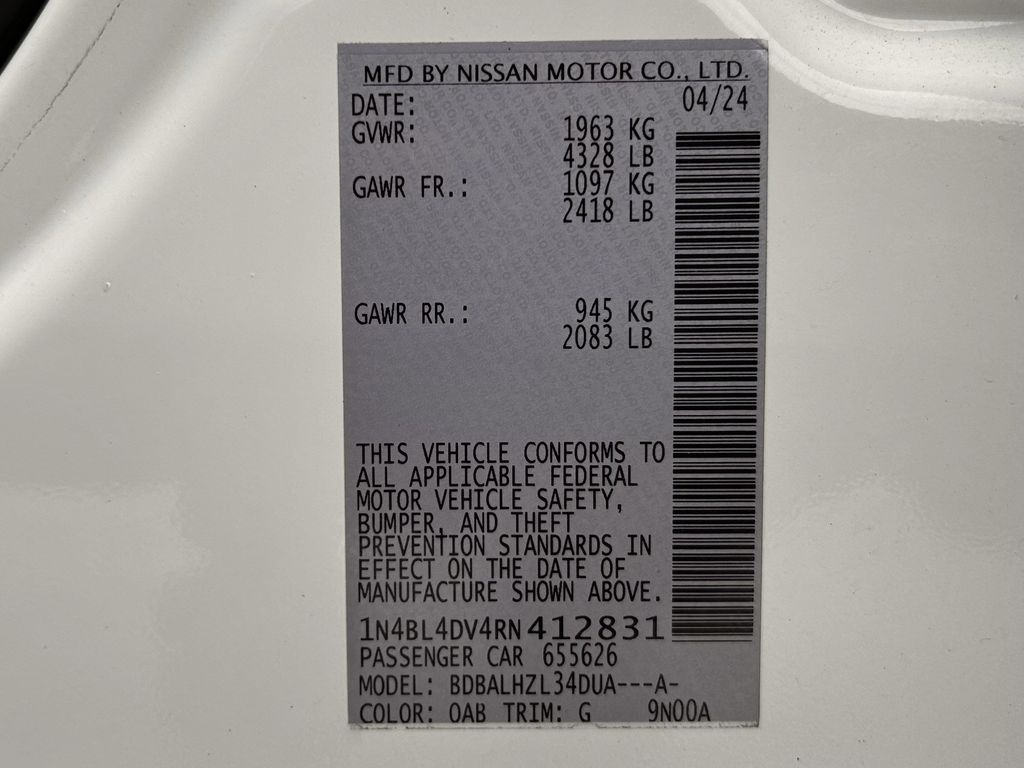 MFD BY NISSAN MOTOR CO., LTD.
DATE: 04/24
GVWR: 1963 KG
4328 LB
GAWR FR.: 1097 KG
2418 LB
GAWR RR.: 945 KG
2083 LB
THIS VEHICLE CONFORMS TO
ALL APPLICABLE FEDERAL
MOTOR VEHICLE SAFETY,
BUMPER, AND THEFT
PREVENTION STANDARDS IN
EFFECT ON THE DATE OF
MANUFACTURE SHOWN ABOVE.
1N4BL4DV4RN412831
PASSENGER CAR 655626
MODEL: BDBALHZL34DUA---A-
COLOR: QAB TRIM: G 9N00A